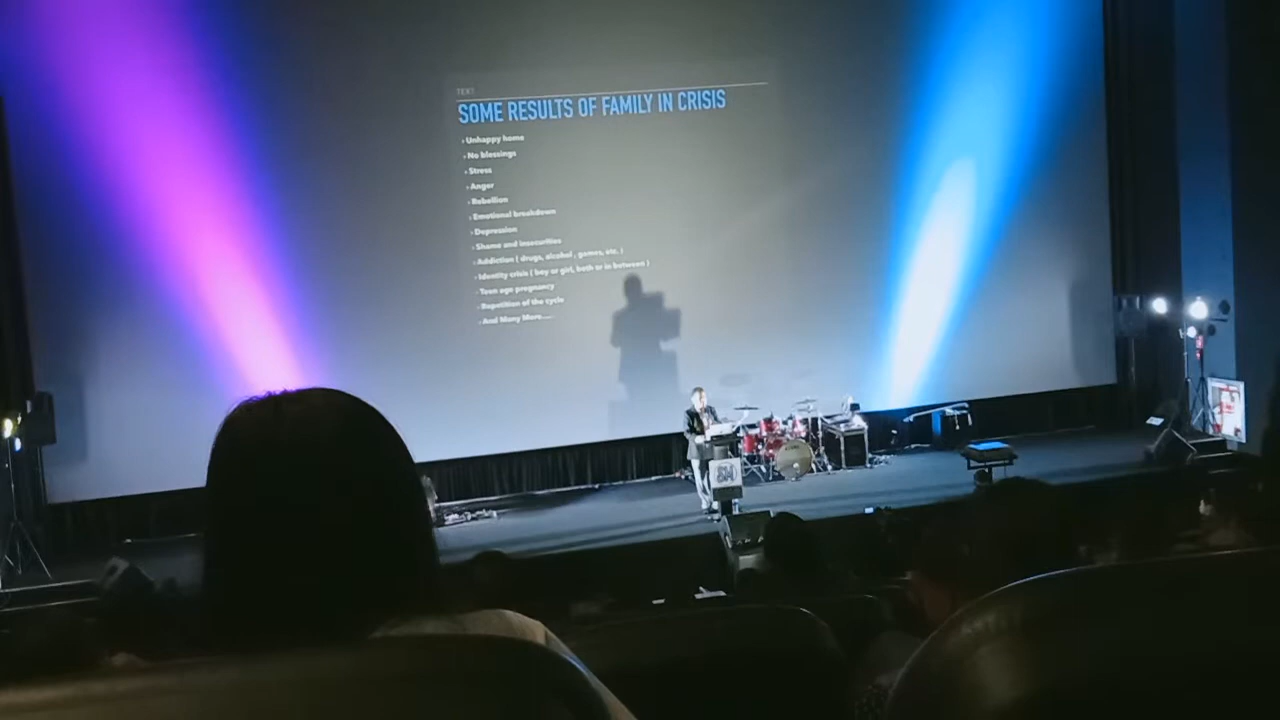 TEXT
SOME RESULTS OF FAMILY IN CRISIS
› Unhappy home
› No blessings
› Stress
› Anger
› Rebellion
› Emotional breakdown
› Depression
› Shame and insecurities
› Addiction ( drugs, alcohol , games, etc. )
› Identity crisis ( boy or girl, both or in between )
› Teen age pregnancy
› Repetition of the cycle
› And Many More.....